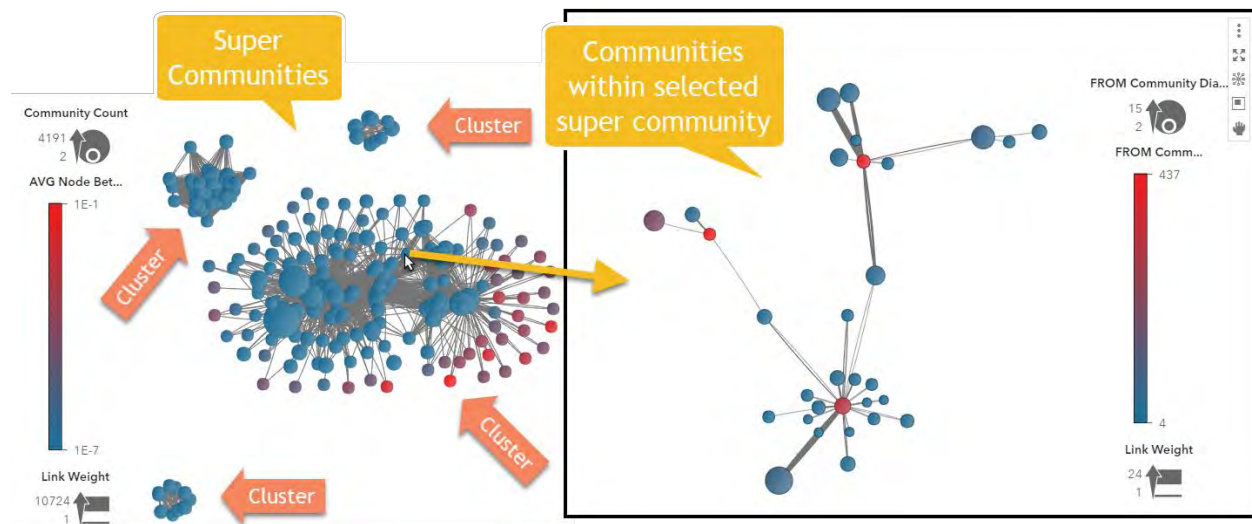 Super
Communities
Communities
within selected
super community
Community Count
4191
2
AVG Node Bet...
1E-1
1E-7
Link Weight
10724
1
Cluster
Cluster
Cluster
Cluster
FROM Community Dia...
15
2
FROM Comm...
437
4
Link Weight
24
1